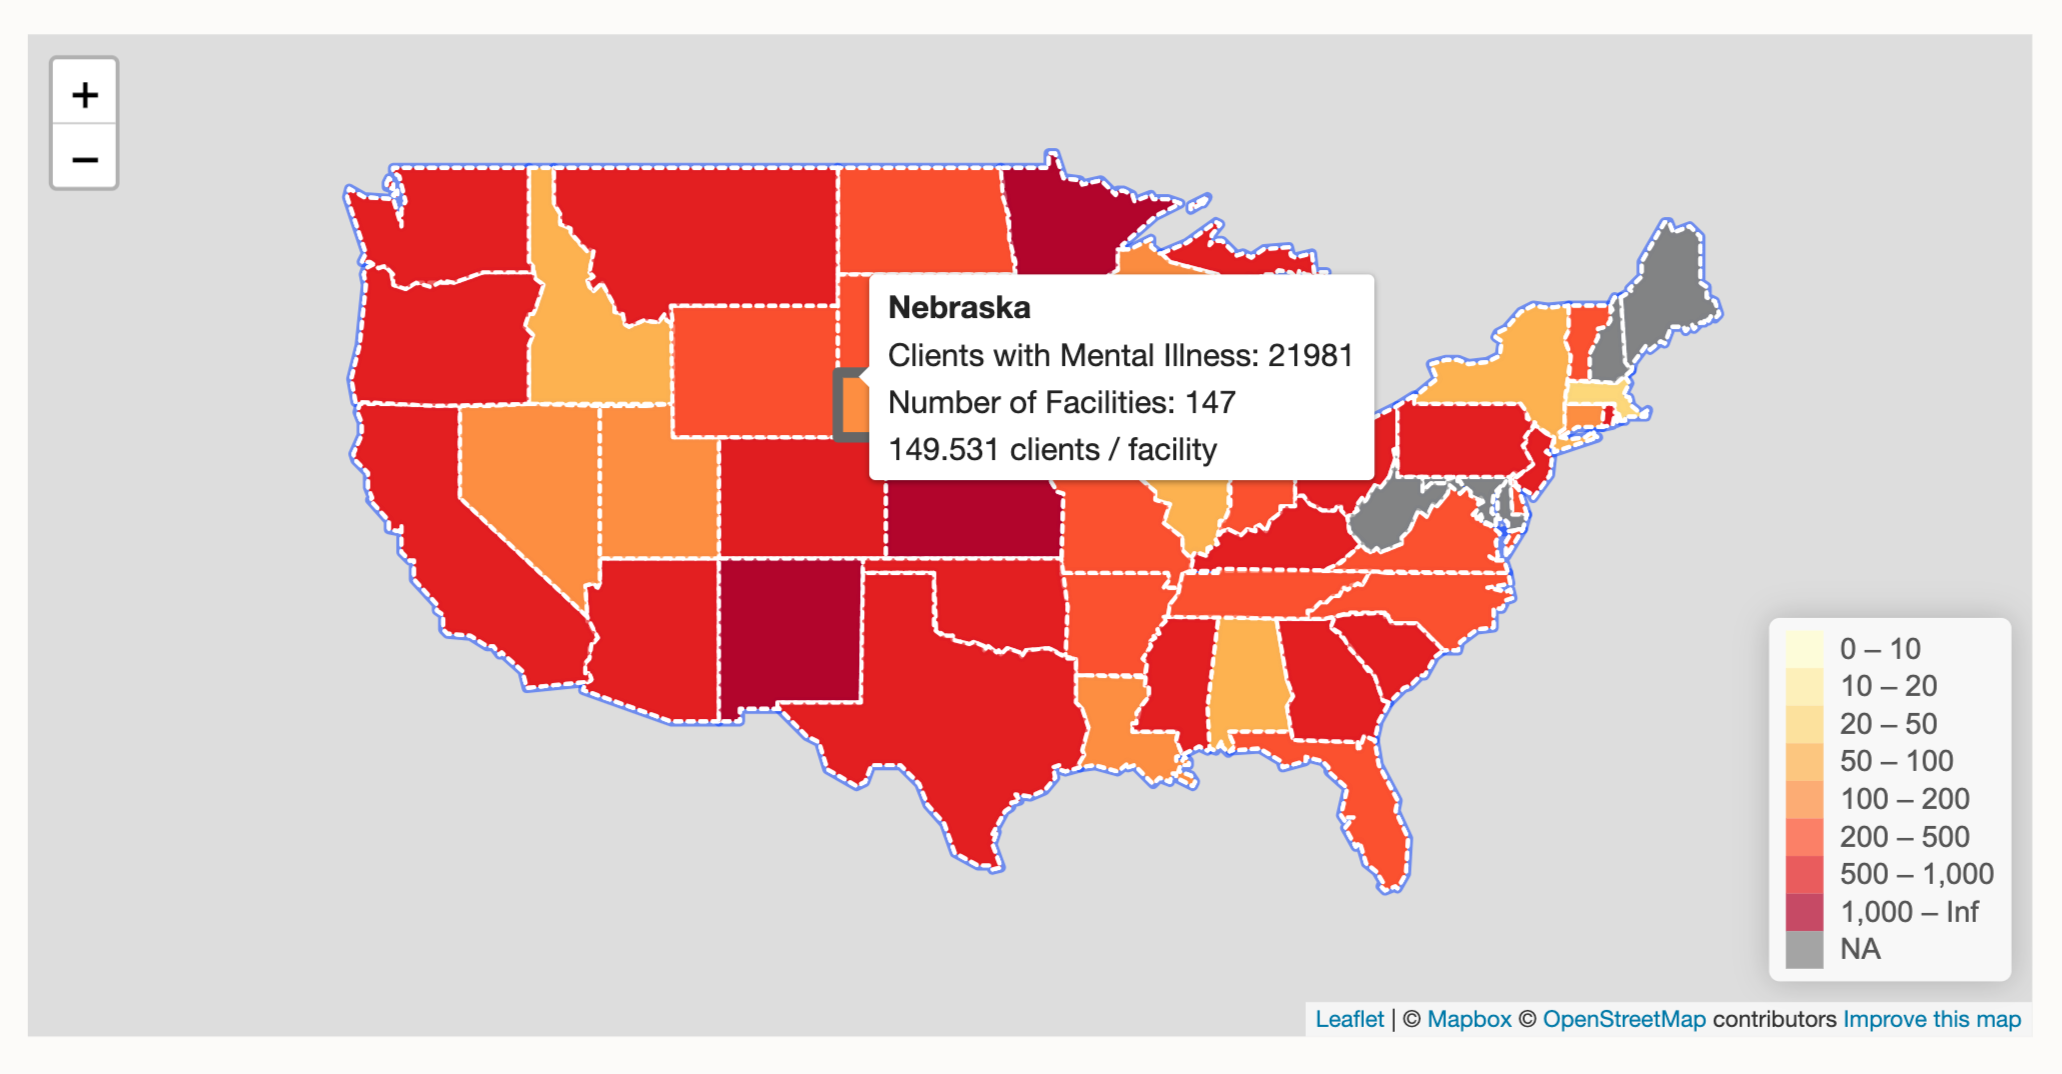 +
−
Nebraska
Clients with Mental Illness: 21981
Number of Facilities: 147
149.531 clients / facility
0 – 10
10 – 20
20 – 50
50 – 100
100 – 200
200 – 500
500 – 1,000
1,000 – Inf
NA
Leaflet | © Mapbox © OpenStreetMap contributors Improve this map